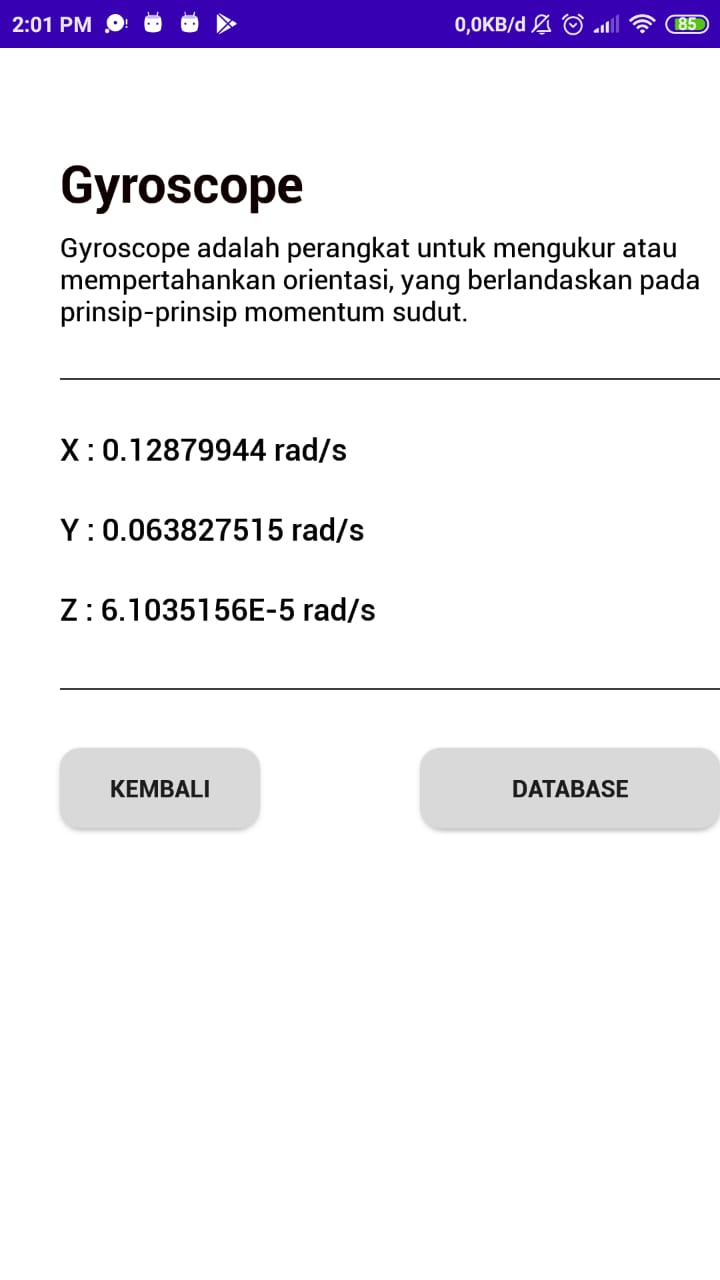 2:01 PM 0,0KB/d 85
Gyroscope
Gyroscope adalah perangkat untuk mengukur atau
mempertahankan orientasi, yang berlandaskan pada
prinsip-prinsip momentum sudut.
X : 0.12879944 rad/s
Y : 0.063827515 rad/s
Z : 6.1035156E-5 rad/s
KEMBALI DATABASE